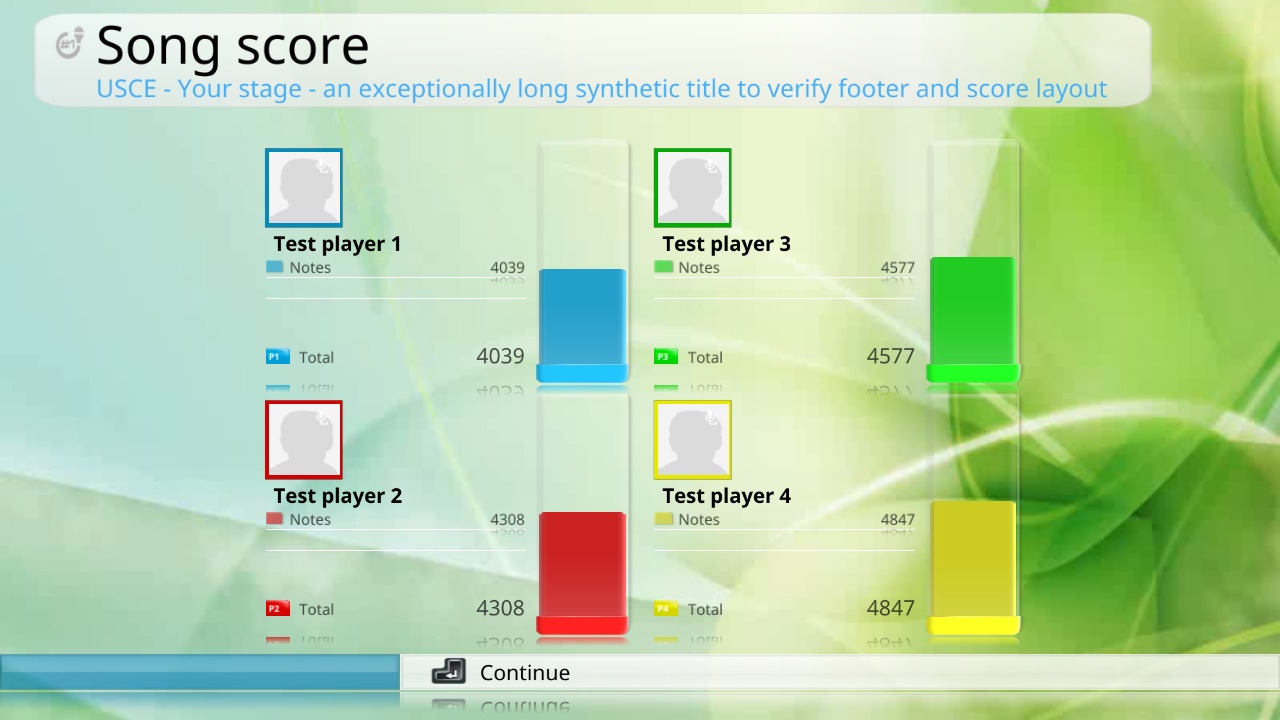 #1
Song score
USCE - Your stage - an exceptionally long synthetic title to verify footer and score layout
Test player 1
Notes 4039
P1 Total 4039
Test player 3
Notes 4577
P3 Total 4577
Test player 2
Notes 4308
P2 Total 4308
Test player 4
Notes 4847
P4 Total 4847
Continue